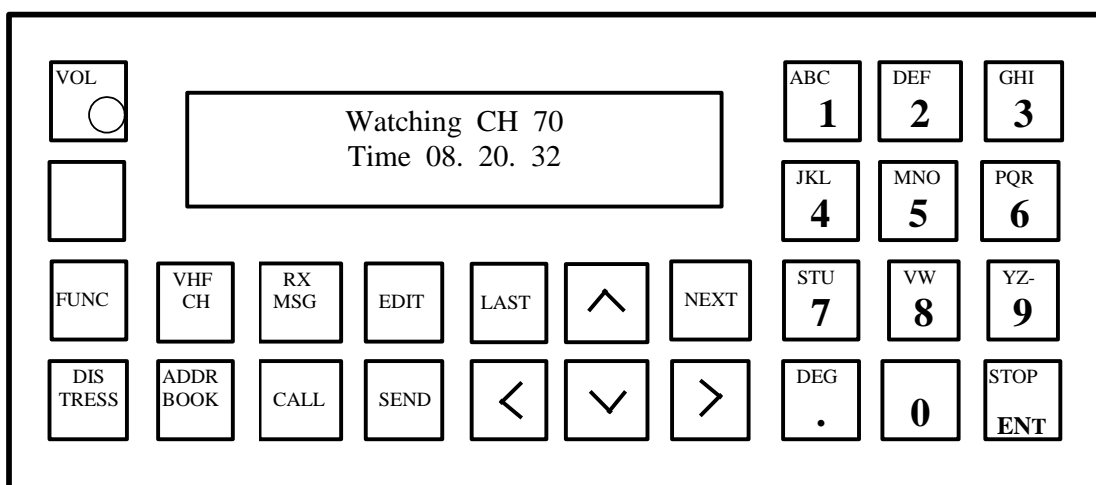 VOL
Watching CH 70
Time 08. 20. 32
ABC
1
DEF
2
GHI
3
JKL
4
MNO
5
PQR
6
FUNC
VHF
CH
RX
MSG
EDIT
LAST
NEXT
STU
7
VW
8
YZ-
9
DIS
TRESS
ADDR
BOOK
CALL
SEND
DEG
.
0
STOP
ENT